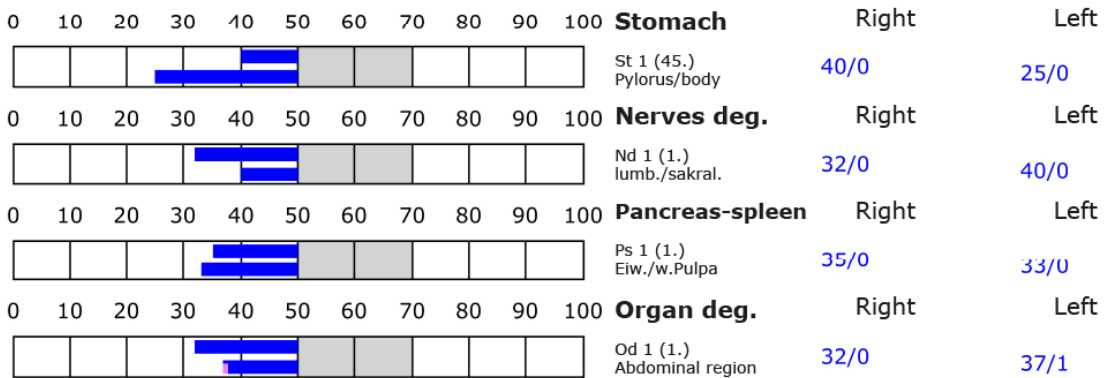 0 10 20 30 40 50 60 70 80 90 100 Stomach Right Left
St 1 (45.) 40/0 25/0
Pylorus/body
0 10 20 30 40 50 60 70 80 90 100 Nerves deg. Right Left
Nd 1 (1.) 32/0 40/0
lumb./sakral.
0 10 20 30 40 50 60 70 80 90 100 Pancreas-spleen Right Left
Ps 1 (1.) 35/0 33/0
Eiw./w.Pulpa
0 10 20 30 40 50 60 70 80 90 100 Organ deg. Right Left
Od 1 (1.) 32/0 37/1
Abdominal region